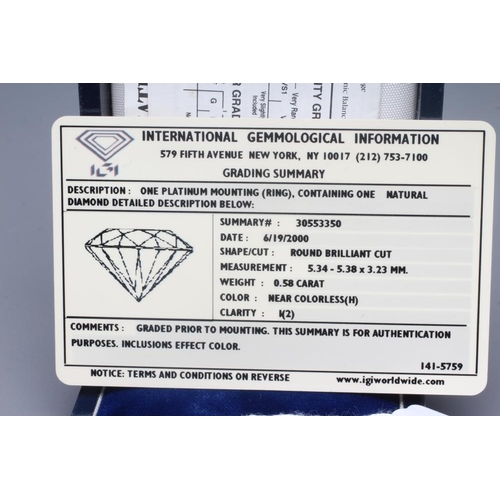 INTERNATIONAL GEMMOLOGICAL INFORMATION
579 FIFTH AVENUE NEW YORK, NY 10017 (212) 753-7100
GRADING SUMMARY
IGI
DESCRIPTION : ONE PLATINUM MOUNTING (RING), CONTAINING ONE NATURAL
DIAMOND DETAILED DESCRIPTION BELOW:
SUMMARY# : 30553350
DATE : 6/19/2000
SHAPE/CUT : ROUND BRILLIANT CUT
MEASUREMENT : 5.34 - 5.38 x 3.23 MM.
WEIGHT : 0.58 CARAT
COLOR : NEAR COLORLESS(H)
CLARITY : I(2)
COMMENTS : GRADED PRIOR TO MOUNTING. THIS SUMMARY IS FOR AUTHENTICATION
PURPOSES. INCLUSIONS EFFECT COLOR.
141-5759
NOTICE: TERMS AND CONDITIONS ON REVERSE
www.igiworldwide.com